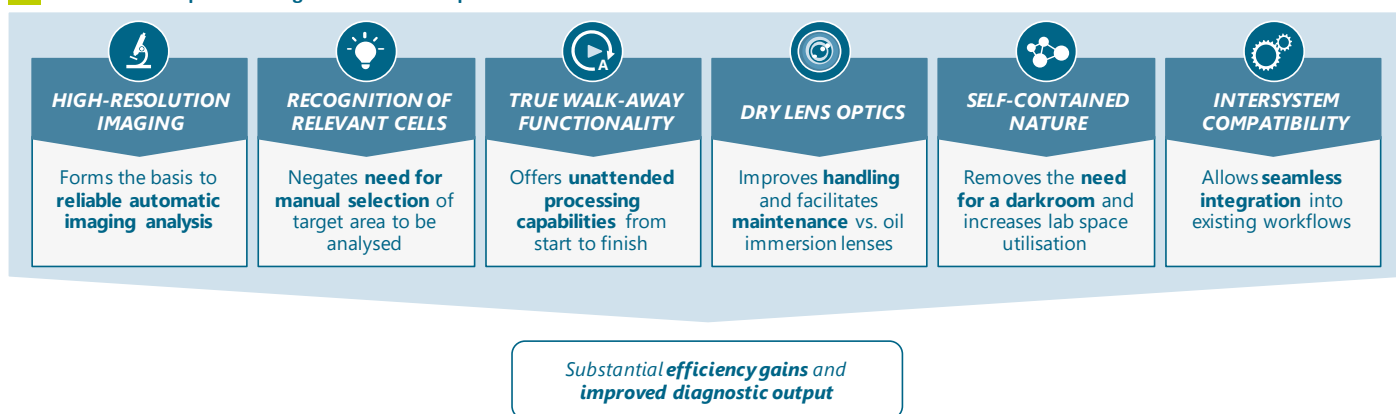 HIGH-RESOLUTION
IMAGING
Forms the basis to
reliable automatic
imaging analysis
RECOGNITION OF
RELEVANT CELLS
Negates need for
manual selection of
target area to be
analysed
A
TRUE WALK-AWAY
FUNCTIONALITY
Offers unattended
processing
capabilities from
start to finish
DRY LENS OPTICS
Improves handling
and facilitates
maintenance vs. oil
immersion lenses
SELF-CONTAINED
NATURE
Removes the need
for a darkroom and
increases lab space
utilisation
INTERSYSTEM
COMPATIBILITY
Allows seamless
integration into
existing workflows
Substantial efficiency gains and
improved diagnostic output